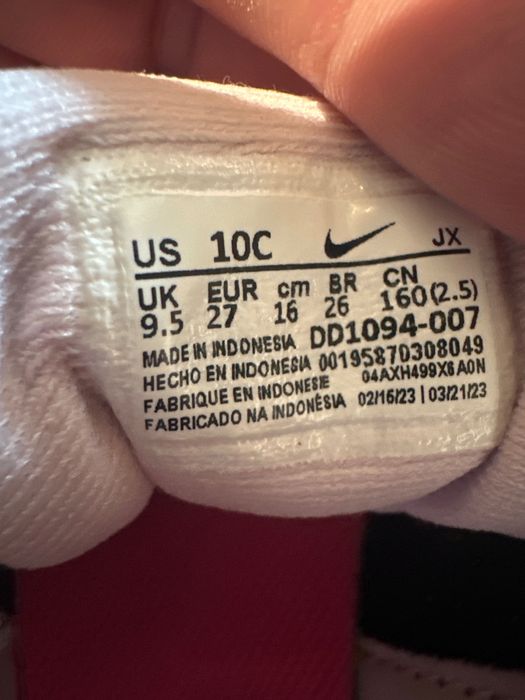 US 10C JX
UK EUR cm BR CN
9.5 27 16 26 160(2.5)
MADE IN INDONESIA DD1094-007
HECHO EN INDONESIA 00195870308049
FABRIQUE EN INDONESIE 04AXH499X6A0N
FABRICADO NA INDONÉSIA 02/16/23 | 03/21/23